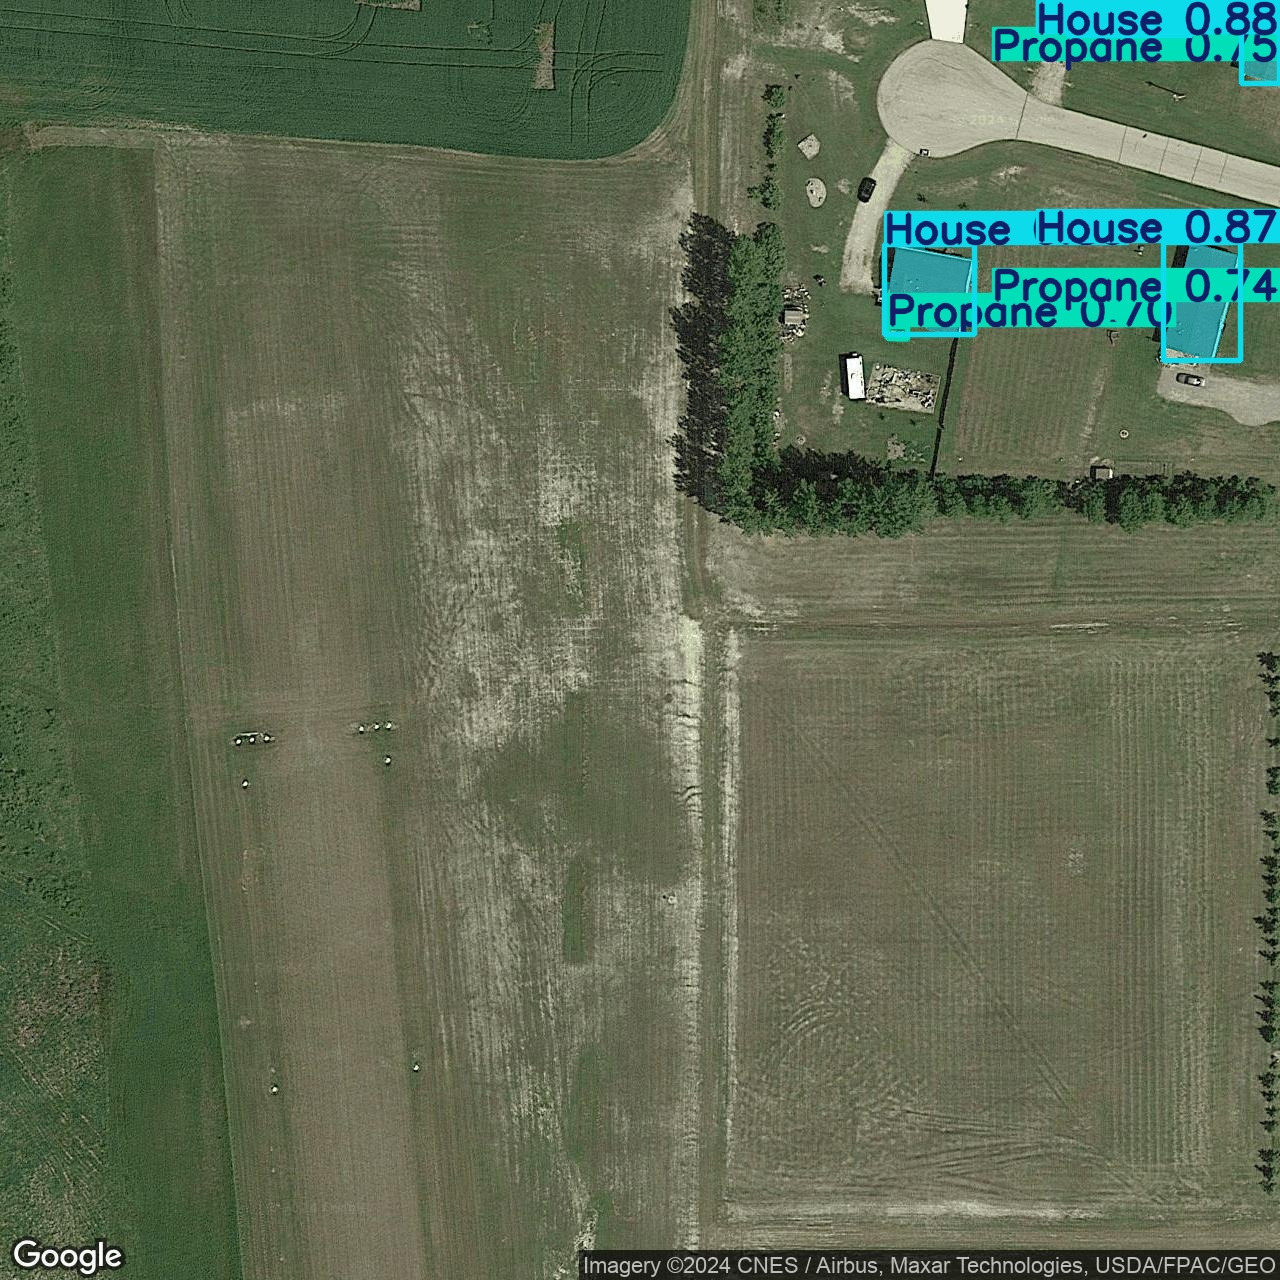 House 0.88
Propane 0.75
House
House 0.87
Propane 0.74
Propane 0.70
Google
Imagery ©2024 CNES / Airbus, Maxar Technologies, USDA/FPAC/GEO